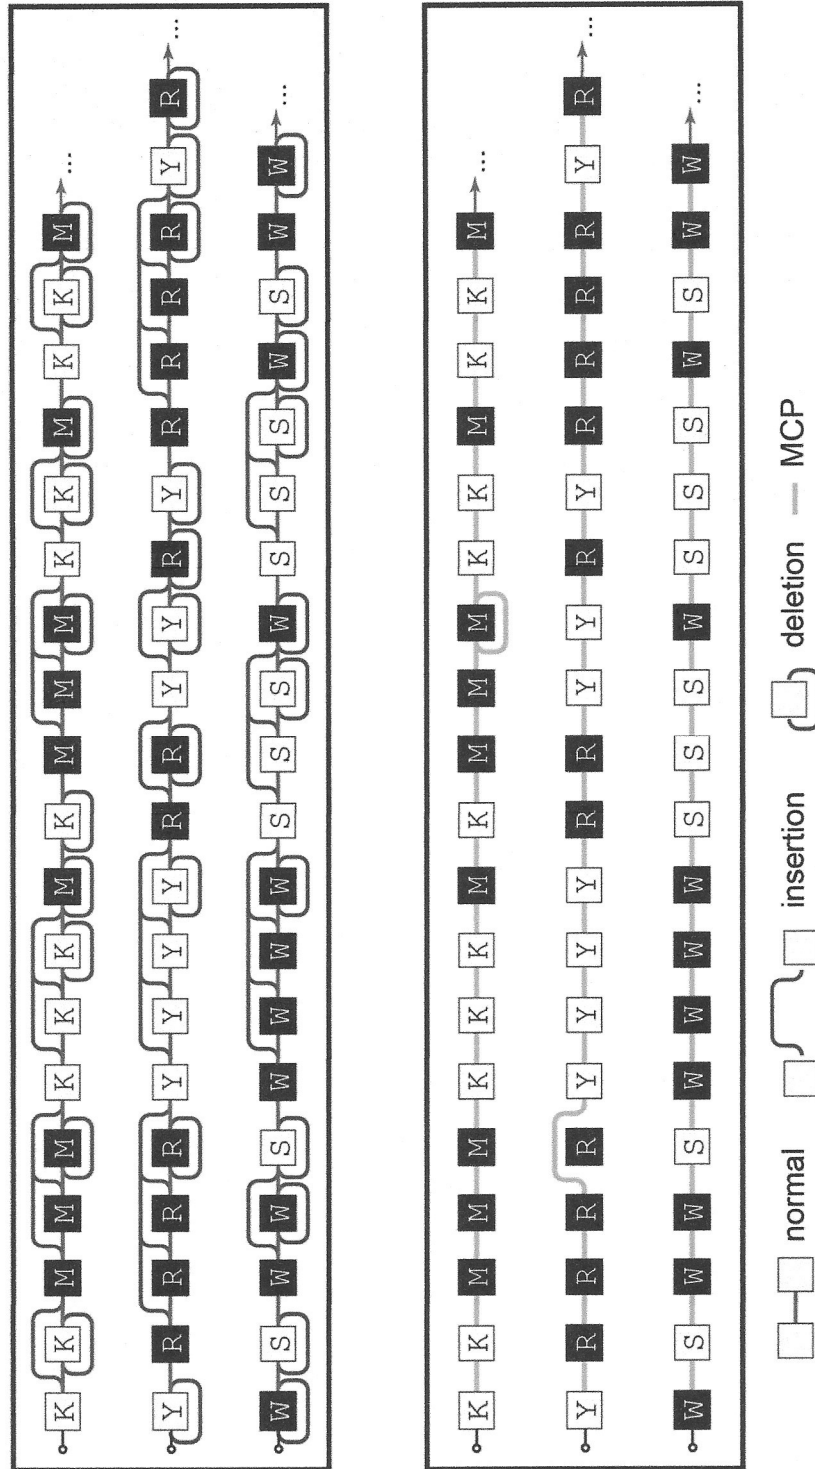 K K M M M K K K M K M M M K K M K K M ...
Y R R R R Y Y Y Y R R Y Y R Y R R R R Y R ...
W S W W S W W W W S S S W S S S W S W W ...
K K M M M K K K M K M M M K K M K K M ...
Y R R R R Y Y Y Y R R Y Y R Y R R R R Y R ...
W S W W S W W W W S S S W S S S W S W W ...
normal insertion deletion MCP